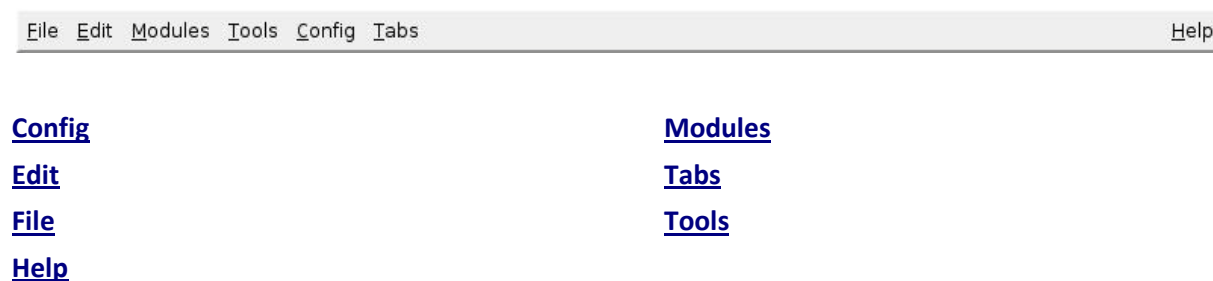 File Edit Modules Tools Config Tabs Help
Config
Edit
File
Help
Modules
Tabs
Tools